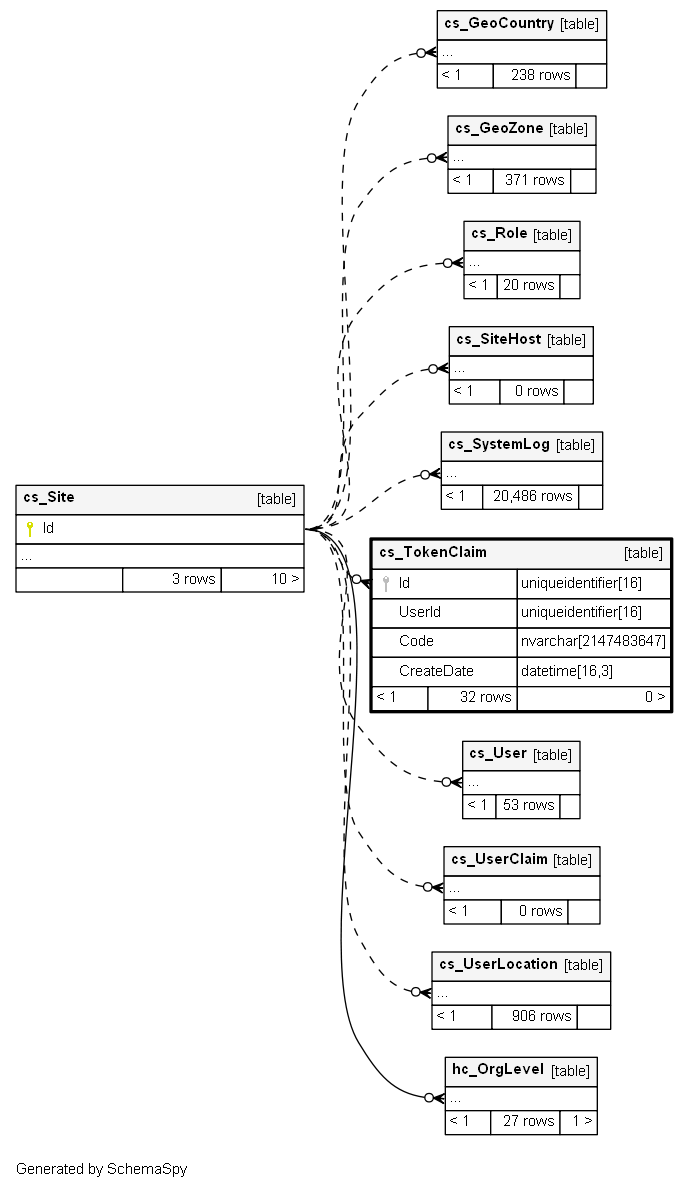 cs_GeoCountry [table]
...
< 1 238 rows
cs_GeoZone [table]
...
< 1 371 rows
cs_Role [table]
...
< 1 20 rows
cs_SiteHost [table]
...
< 1 0 rows
cs_SystemLog [table]
...
< 1 20,486 rows
cs_Site [table]
Id
...
3 rows 10 >
cs_TokenClaim [table]
Id uniqueidentifier[16]
UserId uniqueidentifier[16]
Code nvarchar[2147483647]
CreateDate datetime[16,3]
< 1 32 rows 0 >
cs_User [table]
...
< 1 53 rows
cs_UserClaim [table]
...
< 1 0 rows
cs_UserLocation [table]
...
< 1 906 rows
hc_OrgLevel [table]
...
< 1 27 rows 1 >
Generated by SchemaSpy